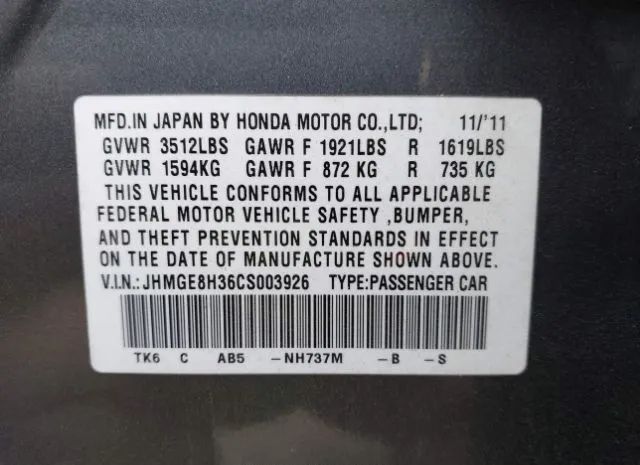 MFD.IN JAPAN BY HONDA MOTOR CO.,LTD; 11/'11
GVWR 3512LBS GAWR F 1921LBS R 1619LBS
GVWR 1594KG GAWR F 872 KG R 735 KG
THIS VEHICLE CONFORMS TO ALL APPLICABLE
FEDERAL MOTOR VEHICLE SAFETY ,BUMPER,
AND THEFT PREVENTION STANDARDS IN EFFECT
ON THE DATE OF MANUFACTURE SHOWN ABOVE.
V.I.N.: JHMGE8H36CS003926 TYPE:PASSENGER CAR
TK6 C AB5 -NH737M -B -S